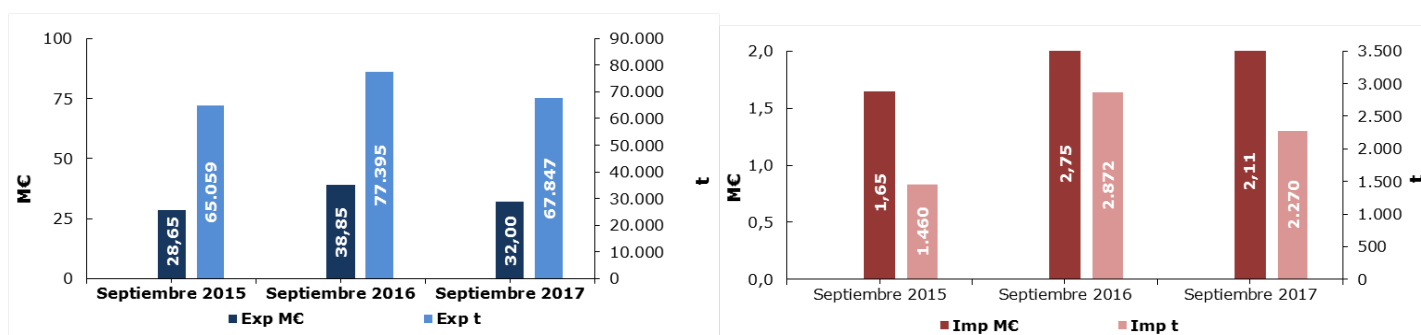 M€
100
75
50
25
0
28,65
65.059
38,85
77.395
32,00
67.847
90.000
80.000
70.000
60.000
50.000
40.000
30.000
20.000
10.000
0
t
Septiembre 2015
Septiembre 2016
Septiembre 2017
Exp M€
Exp t
M€
2,0
1,5
1,0
0,5
0,0
1,65
1.460
2,75
2.872
2,11
2.270
3.500
3.000
2.500
2.000
1.500
1.000
500
0
t
Septiembre 2015
Septiembre 2016
Septiembre 2017
Imp M€
Imp t